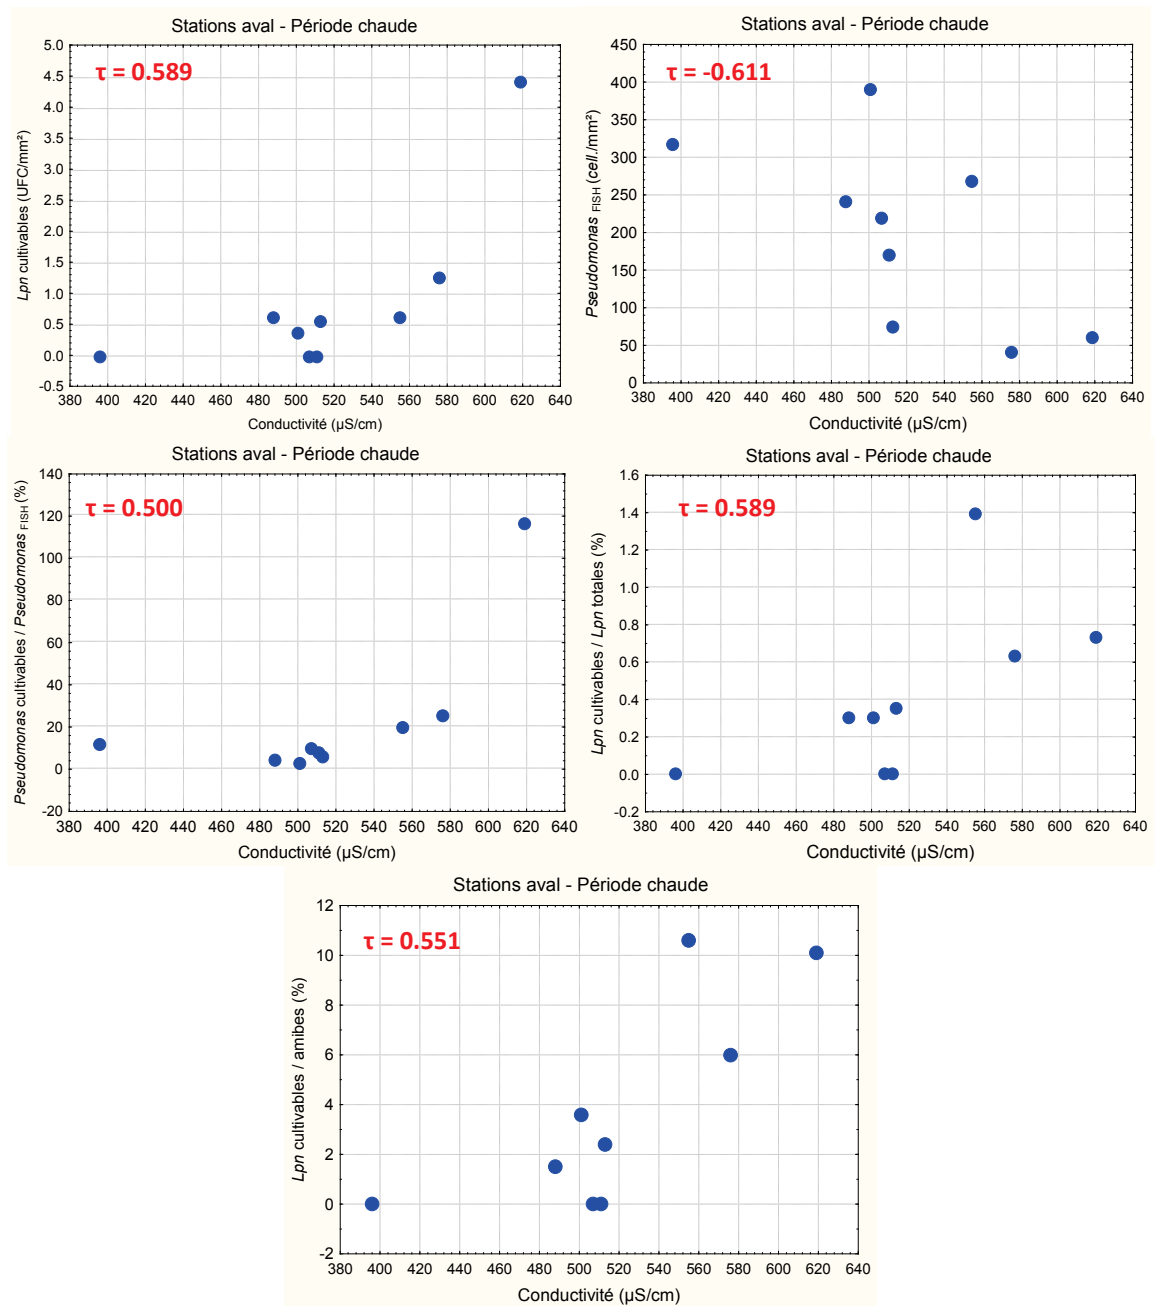 Stations aval - Période chaude
τ = 0.589
Lpn cultivables (UFC/mm²)
5.0
4.5
4.0
3.5
3.0
2.5
2.0
1.5
1.0
0.5
0.0
-0.5
380 400 420 440 460 480 500 520 540 560 580 600 620 640
Conductivité (µS/cm)
Stations aval - Période chaude
τ = -0.611
Pseudomonas FISH (cell./mm²)
450
400
350
300
250
200
150
100
50
0
380 400 420 440 460 480 500 520 540 560 580 600 620 640
Conductivité (µS/cm)
Stations aval - Période chaude
τ = 0.500
Pseudomonas cultivables / Pseudomonas FISH (%)
140
120
100
80
60
40
20
0
-20
380 400 420 440 460 480 500 520 540 560 580 600 620 640
Conductivité (µS/cm)
Stations aval - Période chaude
τ = 0.589
Lpn cultivables / Lpn totales (%)
1.6
1.4
1.2
1.0
0.8
0.6
0.4
0.2
0.0
-0.2
380 400 420 440 460 480 500 520 540 560 580 600 620 640
Conductivité (µS/cm)
Stations aval - Période chaude
τ = 0.551
Lpn cultivables / amibes (%)
12
10
8
6
4
2
0
-2
380 400 420 440 460 480 500 520 540 560 580 600 620 640
Conductivité (µS/cm)